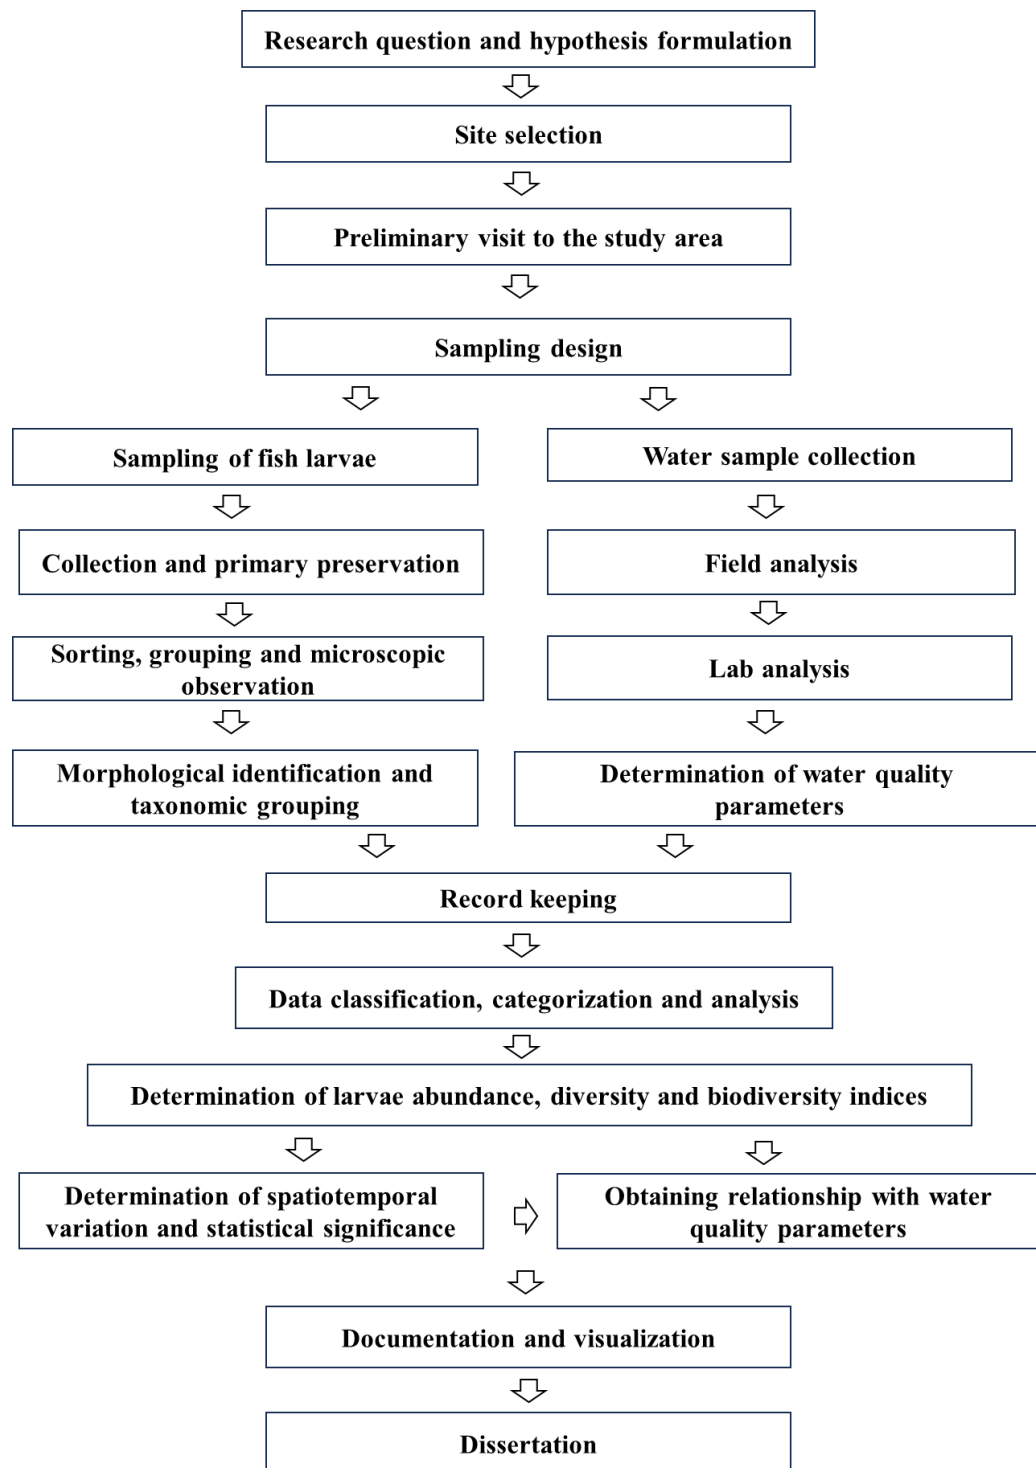 Research question and hypothesis formulation
Site selection
Preliminary visit to the study area
Sampling design
Sampling of fish larvae
Water sample collection
Collection and primary preservation
Field analysis
Sorting, grouping and microscopic
observation
Lab analysis
Morphological identification and
taxonomic grouping
Determination of water quality
parameters
Record keeping
Data classification, categorization and analysis
Determination of larvae abundance, diversity and biodiversity indices
Determination of spatiotemporal
variation and statistical significance
Obtaining relationship with water
quality parameters
Documentation and visualization
Dissertation